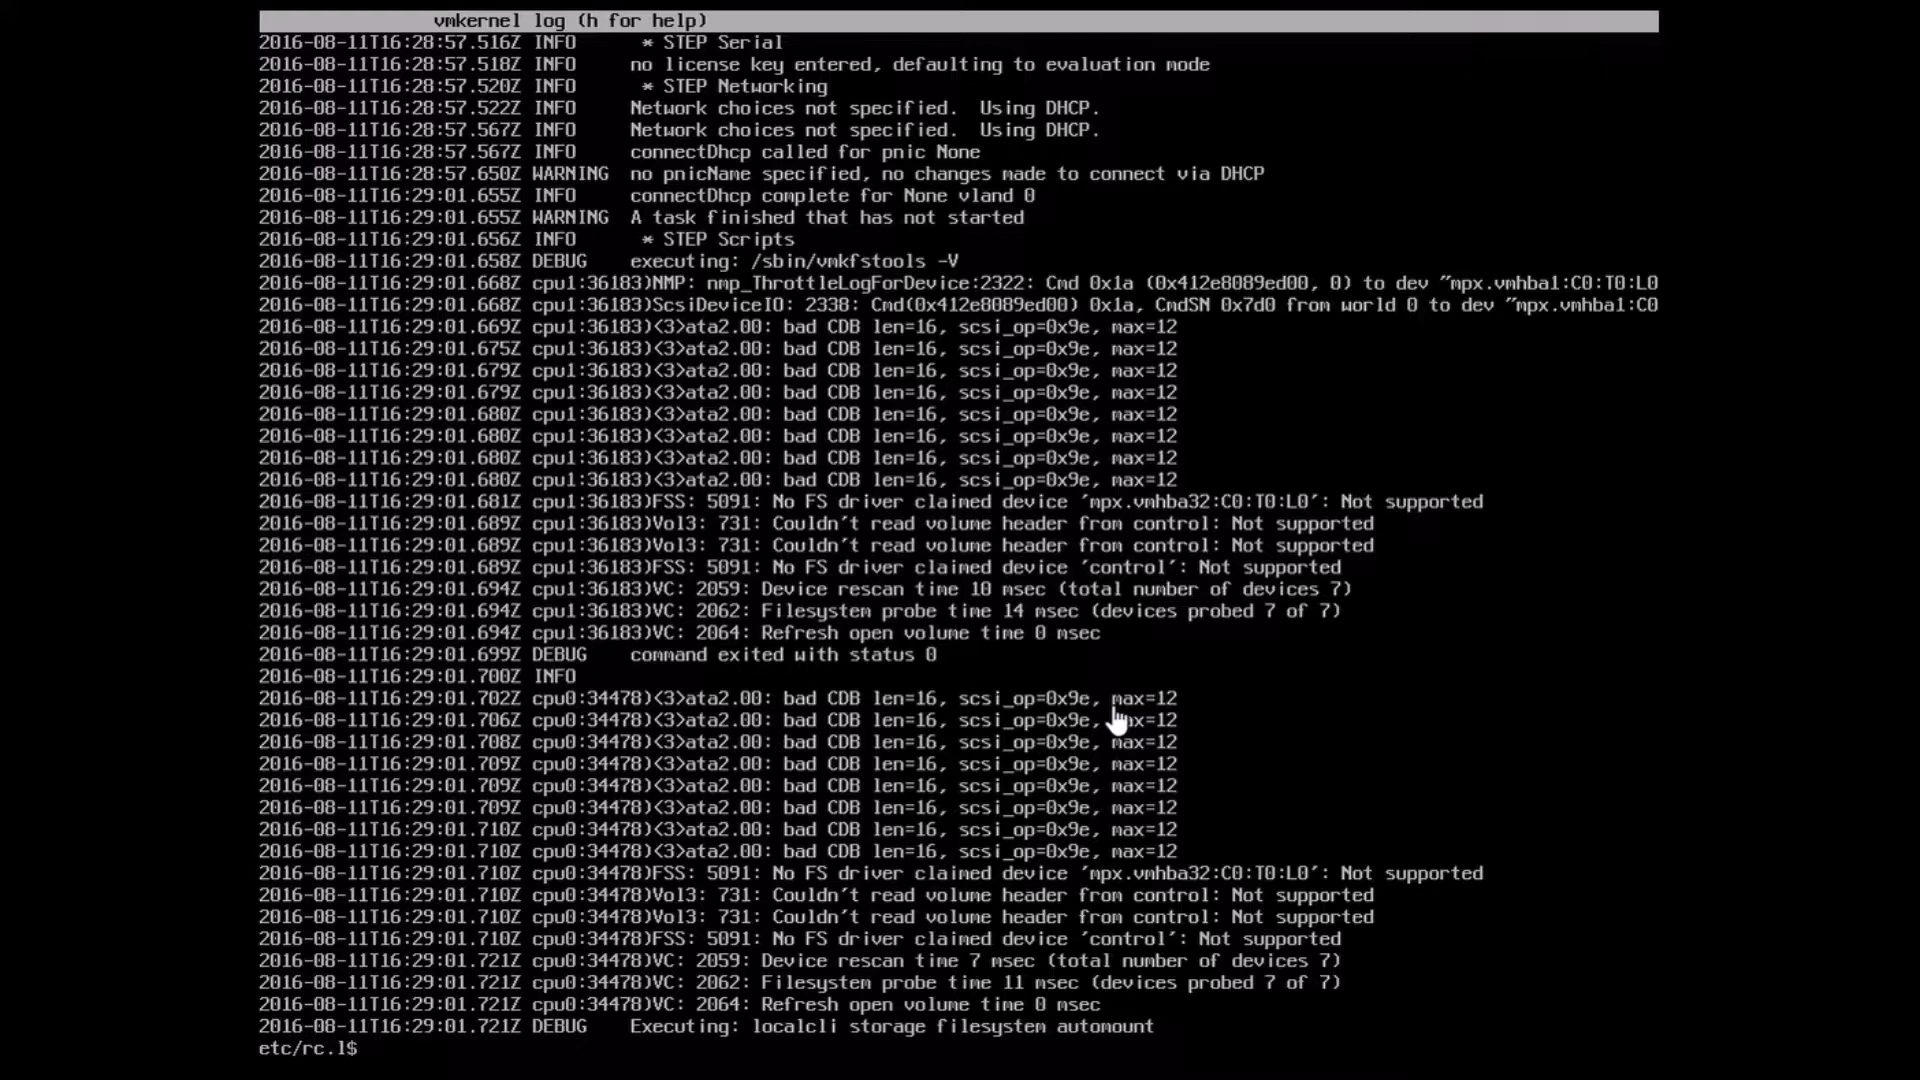 vmkernel log (h for help)
2016-08-11T16:28:57.516Z INFO      * STEP Serial
2016-08-11T16:28:57.518Z INFO     no license key entered, defaulting to evaluation mode
2016-08-11T16:28:57.520Z INFO      * STEP Networking
2016-08-11T16:28:57.522Z INFO     Network choices not specified.  Using DHCP.
2016-08-11T16:28:57.567Z INFO     Network choices not specified.  Using DHCP.
2016-08-11T16:28:57.567Z INFO     connectDhcp called for pnic None
2016-08-11T16:28:57.650Z WARNING  no pnicName specified, no changes made to connect via DHCP
2016-08-11T16:29:01.655Z INFO     connectDhcp complete for None vland 0
2016-08-11T16:29:01.655Z WARNING  A task finished that has not started
2016-08-11T16:29:01.656Z INFO      * STEP Scripts
2016-08-11T16:29:01.658Z DEBUG    executing: /sbin/vmkfstools -V
2016-08-11T16:29:01.668Z cpu1:36183)NMP: nmp_ThrottleLogForDevice:2322: Cmd 0x1a (0x412e8089ed00, 0) to dev "mpx.vmhba1:C0:T0:L0
2016-08-11T16:29:01.668Z cpu1:36183)ScsiDeviceIO: 2338: Cmd(0x412e8089ed00) 0x1a, CmdSN 0x7d0 from world 0 to dev "mpx.vmhba1:C0
2016-08-11T16:29:01.669Z cpu1:36183)<3>ata2.00: bad CDB len=16, scsi_op=0x9e, max=12
2016-08-11T16:29:01.675Z cpu1:36183)<3>ata2.00: bad CDB len=16, scsi_op=0x9e, max=12
2016-08-11T16:29:01.679Z cpu1:36183)<3>ata2.00: bad CDB len=16, scsi_op=0x9e, max=12
2016-08-11T16:29:01.679Z cpu1:36183)<3>ata2.00: bad CDB len=16, scsi_op=0x9e, max=12
2016-08-11T16:29:01.680Z cpu1:36183)<3>ata2.00: bad CDB len=16, scsi_op=0x9e, max=12
2016-08-11T16:29:01.680Z cpu1:36183)<3>ata2.00: bad CDB len=16, scsi_op=0x9e, max=12
2016-08-11T16:29:01.680Z cpu1:36183)<3>ata2.00: bad CDB len=16, scsi_op=0x9e, max=12
2016-08-11T16:29:01.680Z cpu1:36183)<3>ata2.00: bad CDB len=16, scsi_op=0x9e, max=12
2016-08-11T16:29:01.681Z cpu1:36183)FSS: 5091: No FS driver claimed device 'mpx.vmhba32:C0:T0:L0': Not supported
2016-08-11T16:29:01.689Z cpu1:36183)Vol3: 731: Couldn't read volume header from control: Not supported
2016-08-11T16:29:01.689Z cpu1:36183)Vol3: 731: Couldn't read volume header from control: Not supported
2016-08-11T16:29:01.689Z cpu1:36183)FSS: 5091: No FS driver claimed device 'control': Not supported
2016-08-11T16:29:01.694Z cpu1:36183)VC: 2059: Device rescan time 10 msec (total number of devices 7)
2016-08-11T16:29:01.694Z cpu1:36183)VC: 2062: Filesystem probe time 14 msec (devices probed 7 of 7)
2016-08-11T16:29:01.694Z cpu1:36183)VC: 2064: Refresh open volume time 0 msec
2016-08-11T16:29:01.699Z DEBUG    command exited with status 0
2016-08-11T16:29:01.700Z INFO
2016-08-11T16:29:01.702Z cpu0:34478)<3>ata2.00: bad CDB len=16, scsi_op=0x9e, max=12
2016-08-11T16:29:01.706Z cpu0:34478)<3>ata2.00: bad CDB len=16, scsi_op=0x9e, max=12
2016-08-11T16:29:01.708Z cpu0:34478)<3>ata2.00: bad CDB len=16, scsi_op=0x9e, max=12
2016-08-11T16:29:01.709Z cpu0:34478)<3>ata2.00: bad CDB len=16, scsi_op=0x9e, max=12
2016-08-11T16:29:01.709Z cpu0:34478)<3>ata2.00: bad CDB len=16, scsi_op=0x9e, max=12
2016-08-11T16:29:01.709Z cpu0:34478)<3>ata2.00: bad CDB len=16, scsi_op=0x9e, max=12
2016-08-11T16:29:01.710Z cpu0:34478)<3>ata2.00: bad CDB len=16, scsi_op=0x9e, max=12
2016-08-11T16:29:01.710Z cpu0:34478)<3>ata2.00: bad CDB len=16, scsi_op=0x9e, max=12
2016-08-11T16:29:01.710Z cpu0:34478)FSS: 5091: No FS driver claimed device 'mpx.vmhba32:C0:T0:L0': Not supported
2016-08-11T16:29:01.710Z cpu0:34478)Vol3: 731: Couldn't read volume header from control: Not supported
2016-08-11T16:29:01.710Z cpu0:34478)Vol3: 731: Couldn't read volume header from control: Not supported
2016-08-11T16:29:01.710Z cpu0:34478)FSS: 5091: No FS driver claimed device 'control': Not supported
2016-08-11T16:29:01.721Z cpu0:34478)VC: 2059: Device rescan time 7 msec (total number of devices 7)
2016-08-11T16:29:01.721Z cpu0:34478)VC: 2062: Filesystem probe time 11 msec (devices probed 7 of 7)
2016-08-11T16:29:01.721Z cpu0:34478)VC: 2064: Refresh open volume time 0 msec
2016-08-11T16:29:01.721Z DEBUG    Executing: localcli storage filesystem automount
etc/rc.l$